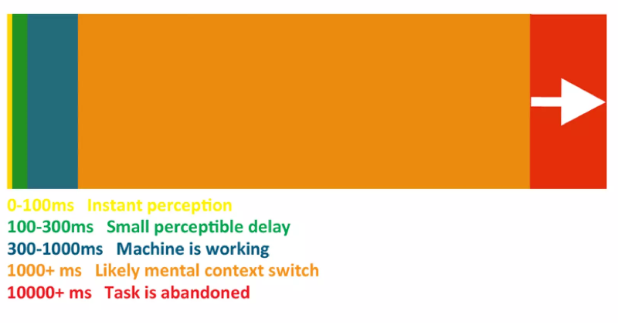 0-100ms Instant perception
100-300ms Small perceptible delay
300-1000ms Machine is working
1000+ ms Likely mental context switch
10000+ ms Task is abandoned